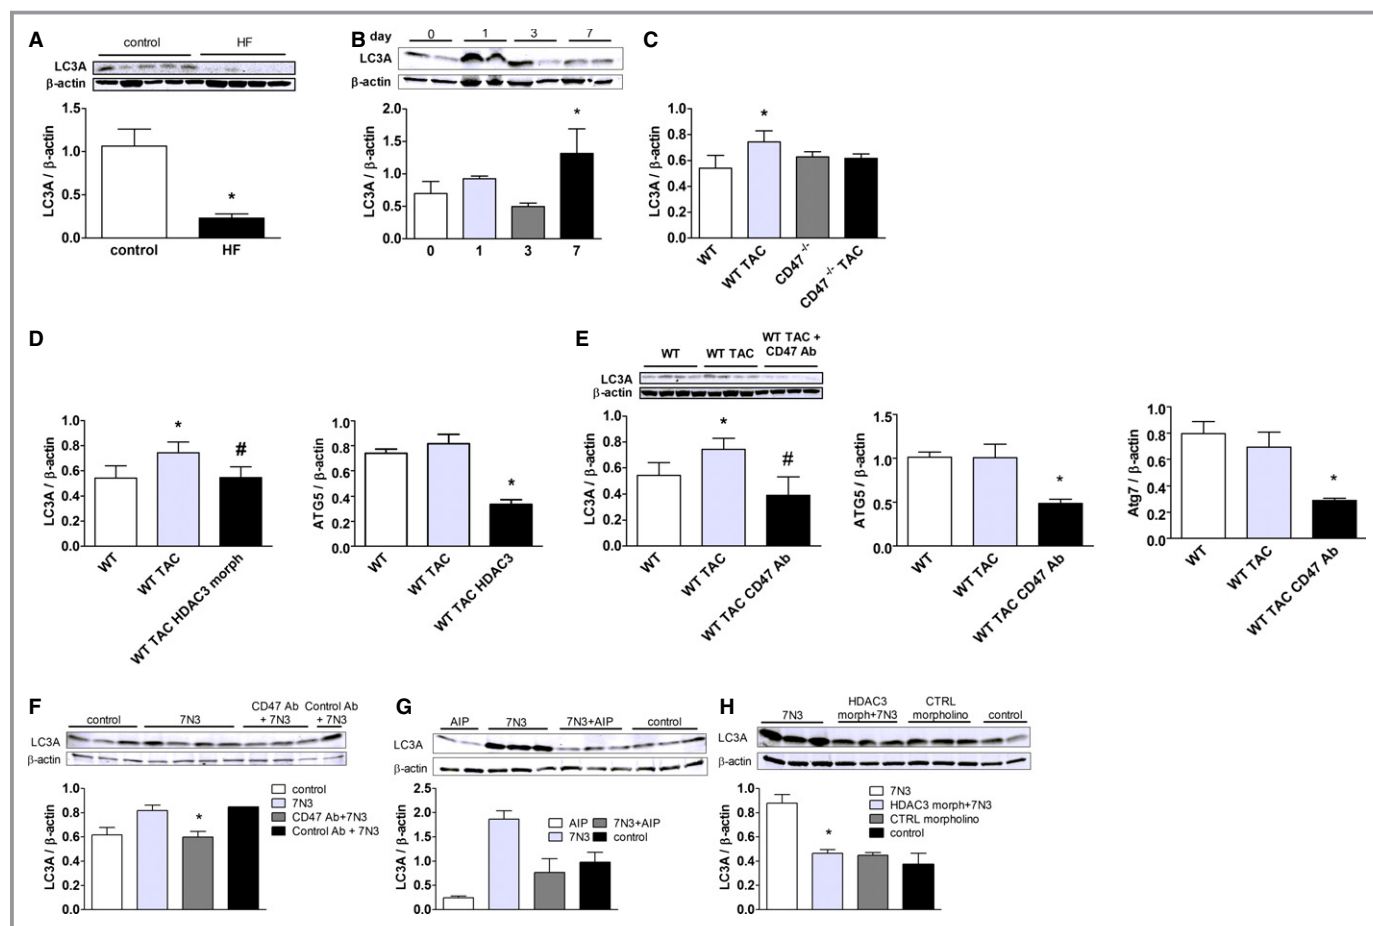 A
control HF
LC3A
β-actin
LC3A / β-actin
1.5
1.0
0.5
0.0
control HF
*
B
day 0 1 3 7
LC3A
β-actin
LC3A / β-actin
2.0
1.5
1.0
0.5
0.0
0 1 3 7
*
C
LC3A / β-actin
1.0
0.8
0.6
0.4
0.2
0.0
*
WT
WT TAC
CD47-/-
CD47-/- TAC
D
LC3A / β-actin
1.0
0.8
0.6
0.4
0.2
0.0
*
#
WT
WT TAC
WT TAC HDAC3 morph
ATG5 / β-actin
1.0
0.8
0.6
0.4
0.2
0.0
*
WT
WT TAC
WT TAC HDAC3
E
WT
WT TAC
WT TAC +
CD47 Ab
LC3A
β-actin
LC3A / β-actin
1.0
0.8
0.6
0.4
0.2
0.0
*
#
WT
WT TAC
WT TAC CD47 Ab
ATG5 / β-actin
1.5
1.0
0.5
0.0
*
WT
WT TAC
WT TAC CD47 Ab
Atg7 / β-actin
1.0
0.8
0.6
0.4
0.2
0.0
*
WT
WT TAC
WT TAC CD47 Ab
F
control
7N3
CD47 Ab
+ 7N3
Control Ab
+ 7N3
LC3A
β-actin
LC3A / β-actin
1.0
0.8
0.6
0.4
0.2
0.0
*
control
7N3
CD47 Ab+7N3
Control Ab + 7N3
G
AIP 7N3 7N3+AIP control
LC3A
β-actin
LC3A / β-actin
2.5
2.0
1.5
1.0
0.5
0.0
AIP 7N3+AIP
7N3 control
H
7N3
HDAC3
morph+7N3
CTRL
morpholino
control
LC3A
β-actin
LC3A / β-actin
1.0
0.8
0.6
0.4
0.2
0.0
*
7N3
HDAC3 morph+7N3
CTRL morpholino
control